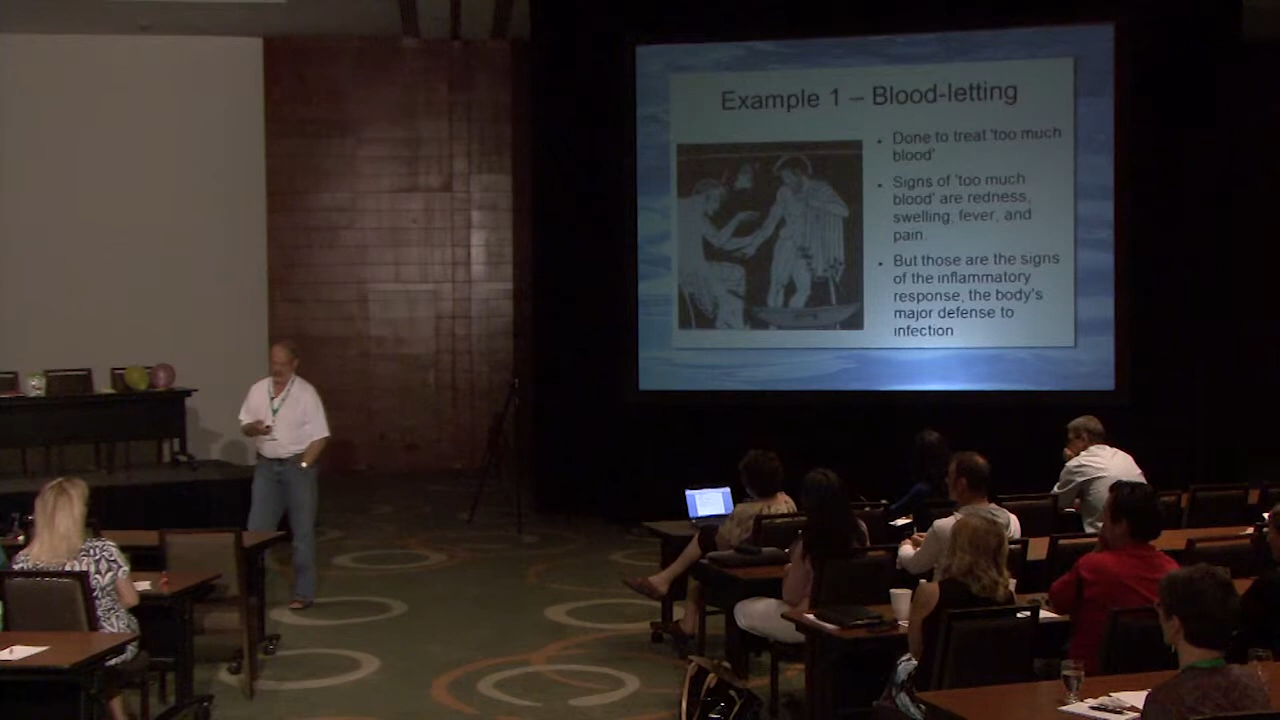 Example 1 – Blood-letting
• Done to treat 'too much
blood'
• Signs of 'too much
blood' are redness,
swelling, fever, and
pain.
• But those are the signs
of the inflammatory
response, the body's
major defense to
infection